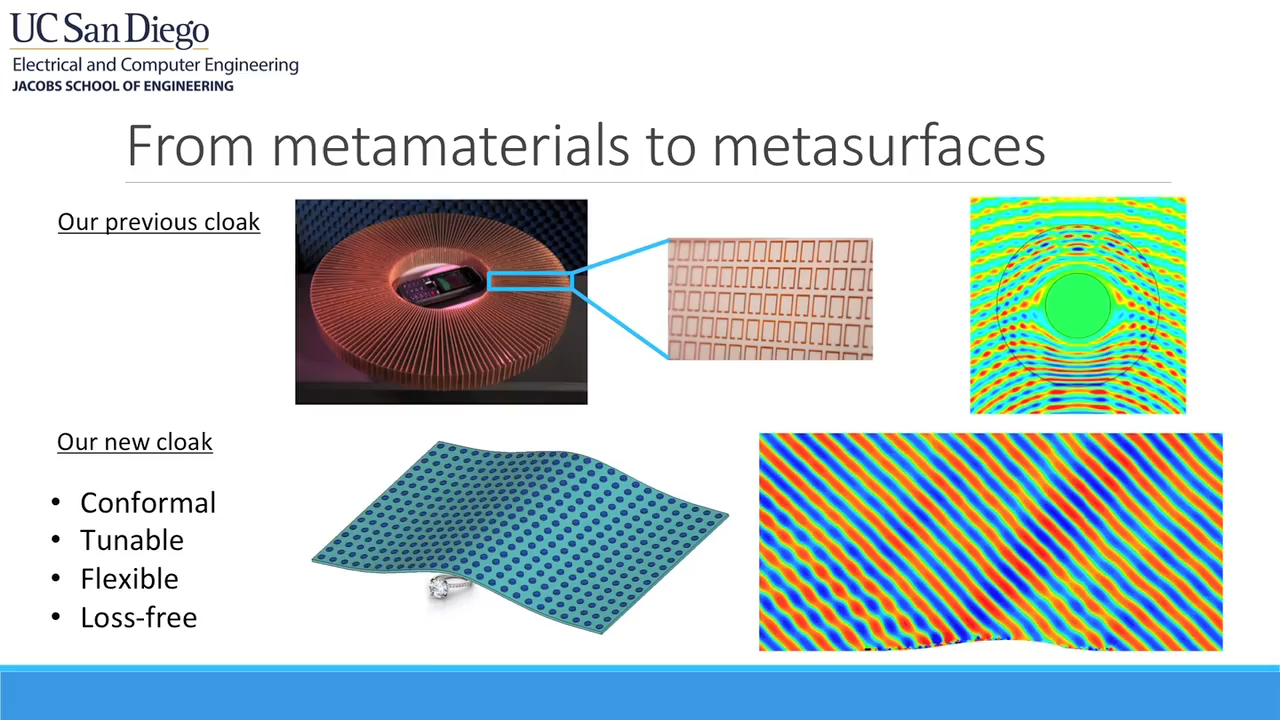 UC San Diego
Electrical and Computer Engineering
JACOBS SCHOOL OF ENGINEERING
From metamaterials to metasurfaces
Our previous cloak
Our new cloak
• Conformal
• Tunable
• Flexible
• Loss-free